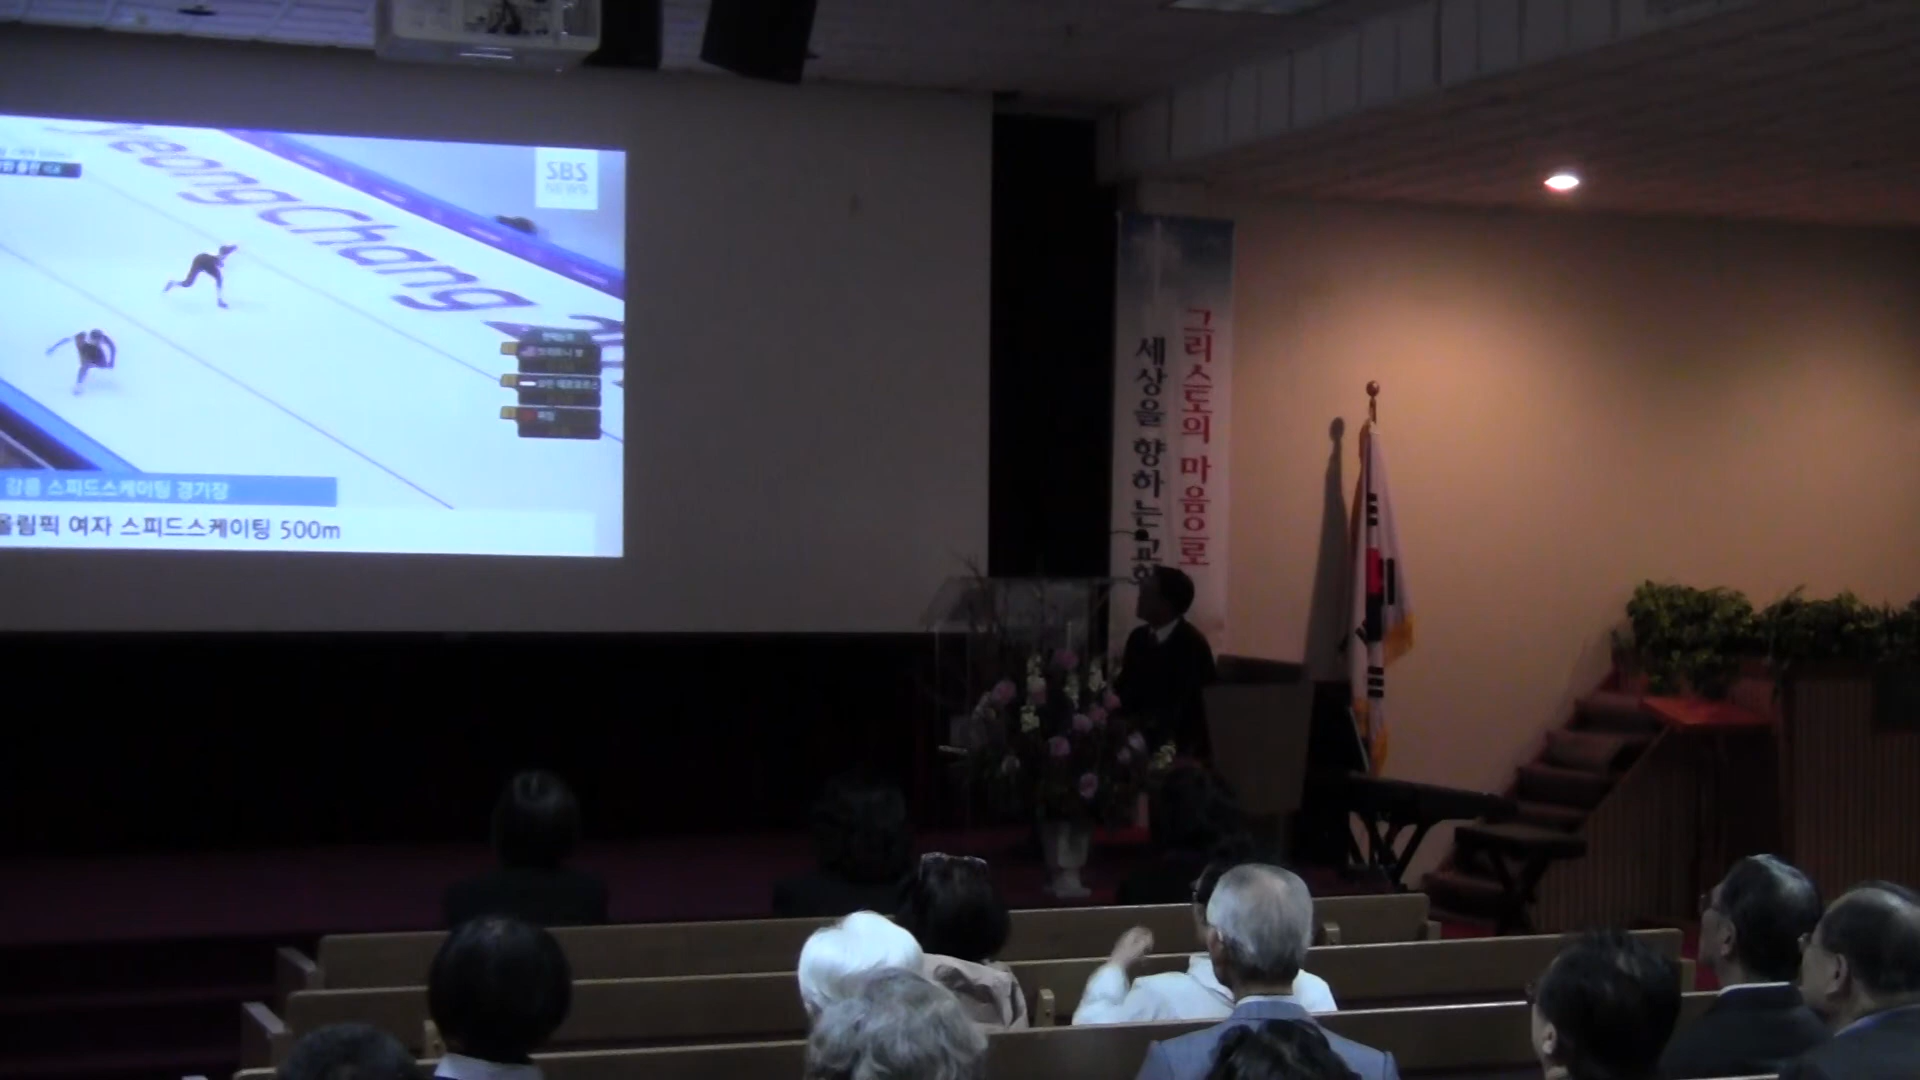 SBS
NEWS
PyeongChang
강릉 스피드스케이팅 경기장
올림픽 여자 스피드스케이팅 500m
그리스도의 마음으로
세상을 향하는 교회